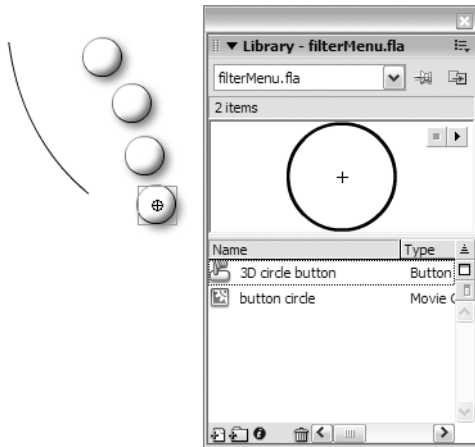 Library - filterMenu.fla
filterMenu.fla
2 items
Name Type
3D circle button Button
button circle Movie C